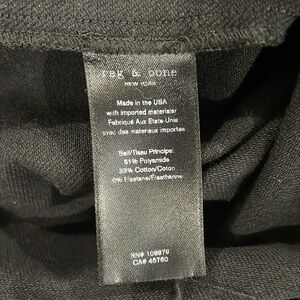 rag & bone
NEW YORK
Made in the USA
with imported materials/
Fabriqué Aux Etats Unis
avec des materiaux importes
Self/Tissu Principe:
61% Polyamide
33% Cotton/Coton
Elastane/Elasthanne
RN# 108879
CA# 45760